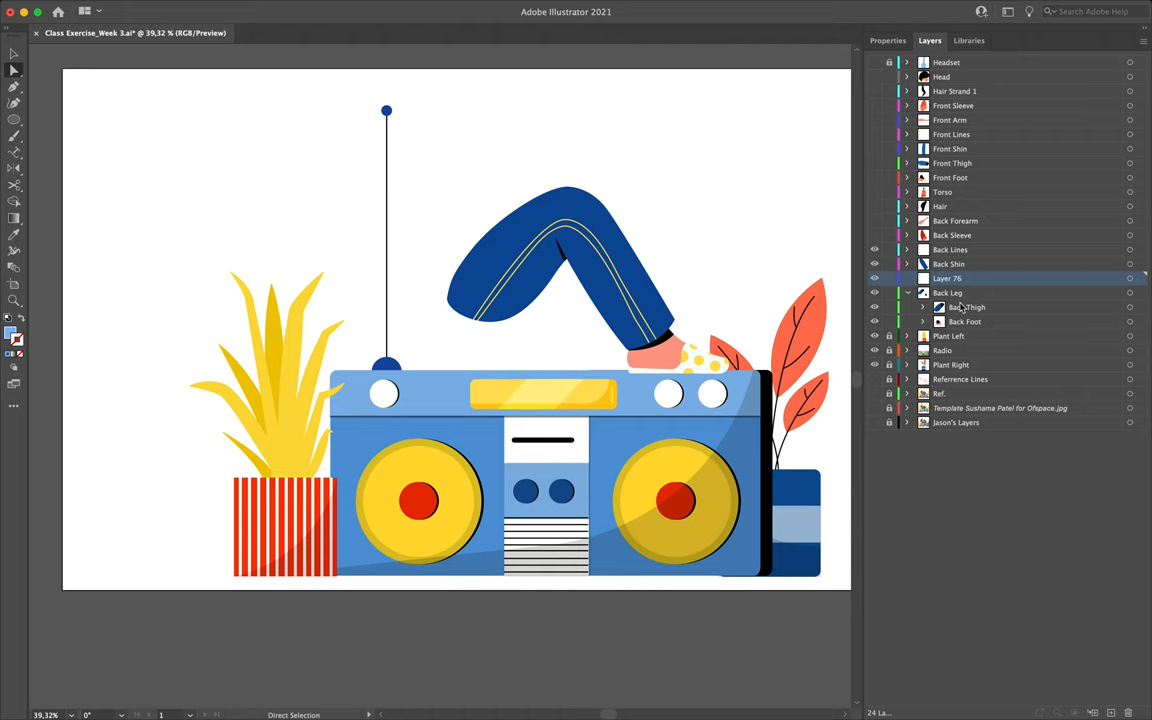 Adobe Illustrator 2021
Search Adobe Help
Class Exercise_Week 3.ai* @ 39,32 % (RGB/Preview)
Properties
Layers
Libraries
Headset
Head
Hair Strand 1
Front Sleeve
Front Arm
Front Lines
Front Shin
Front Thigh
Front Foot
Torso
Hair
Back Forearm
Back Sleeve
Back Lines
Back Shin
Layer 76
Back Leg
Back Thigh
Back Foot
Plant Left
Radio
Plant Right
Referrence Lines
Ref.
Template Sushama Patel for Ofspace.jpg
Jason's Layers
39,32%
0°
1
Direct Selection
24 La...